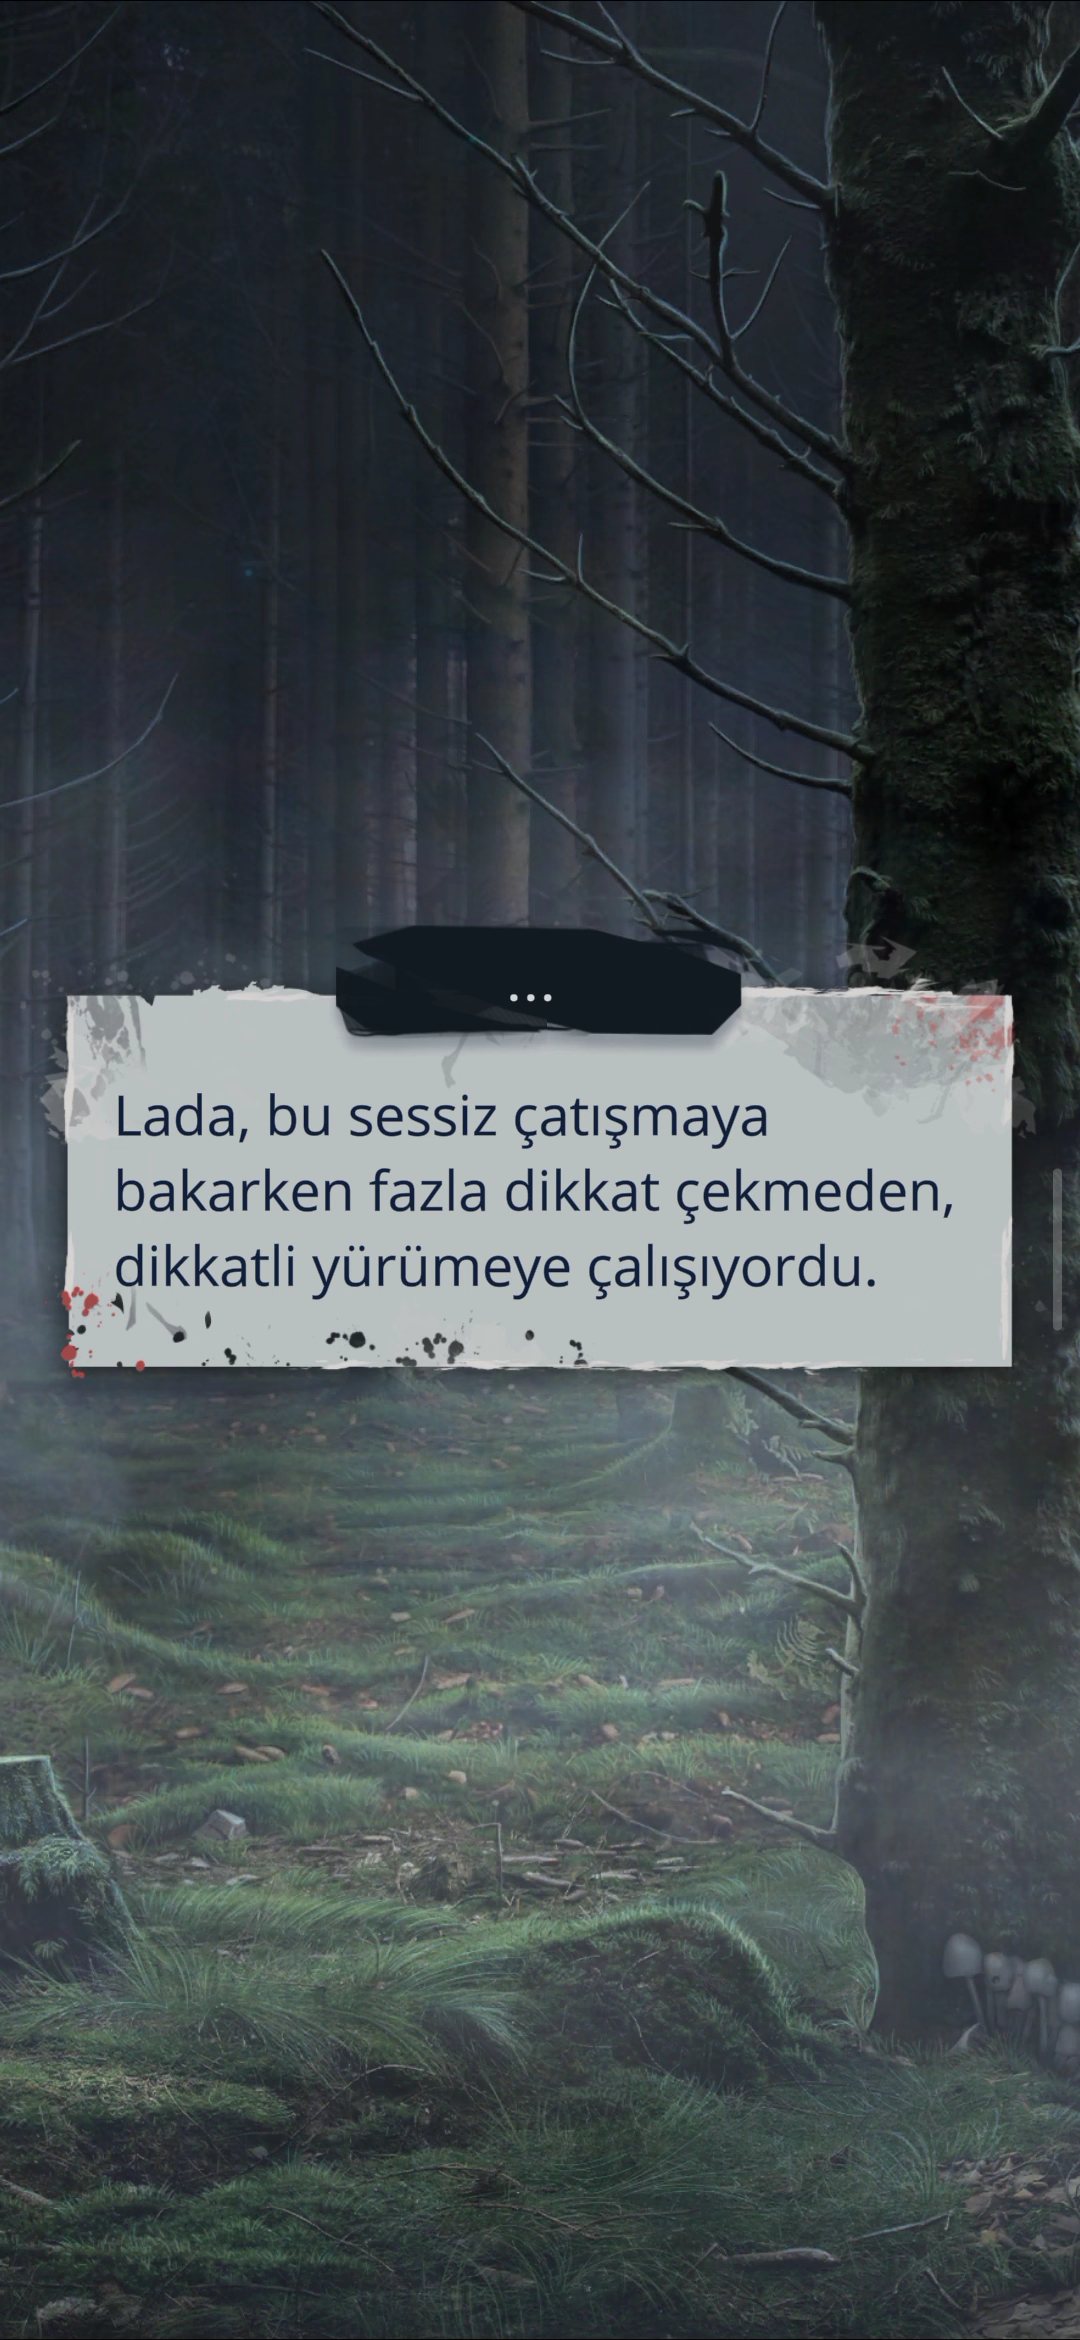 ...
Lada, bu sessiz çatışmaya
bakarken fazla dikkat çekmeden,
dikkatli yürümeye çalışıyordu.